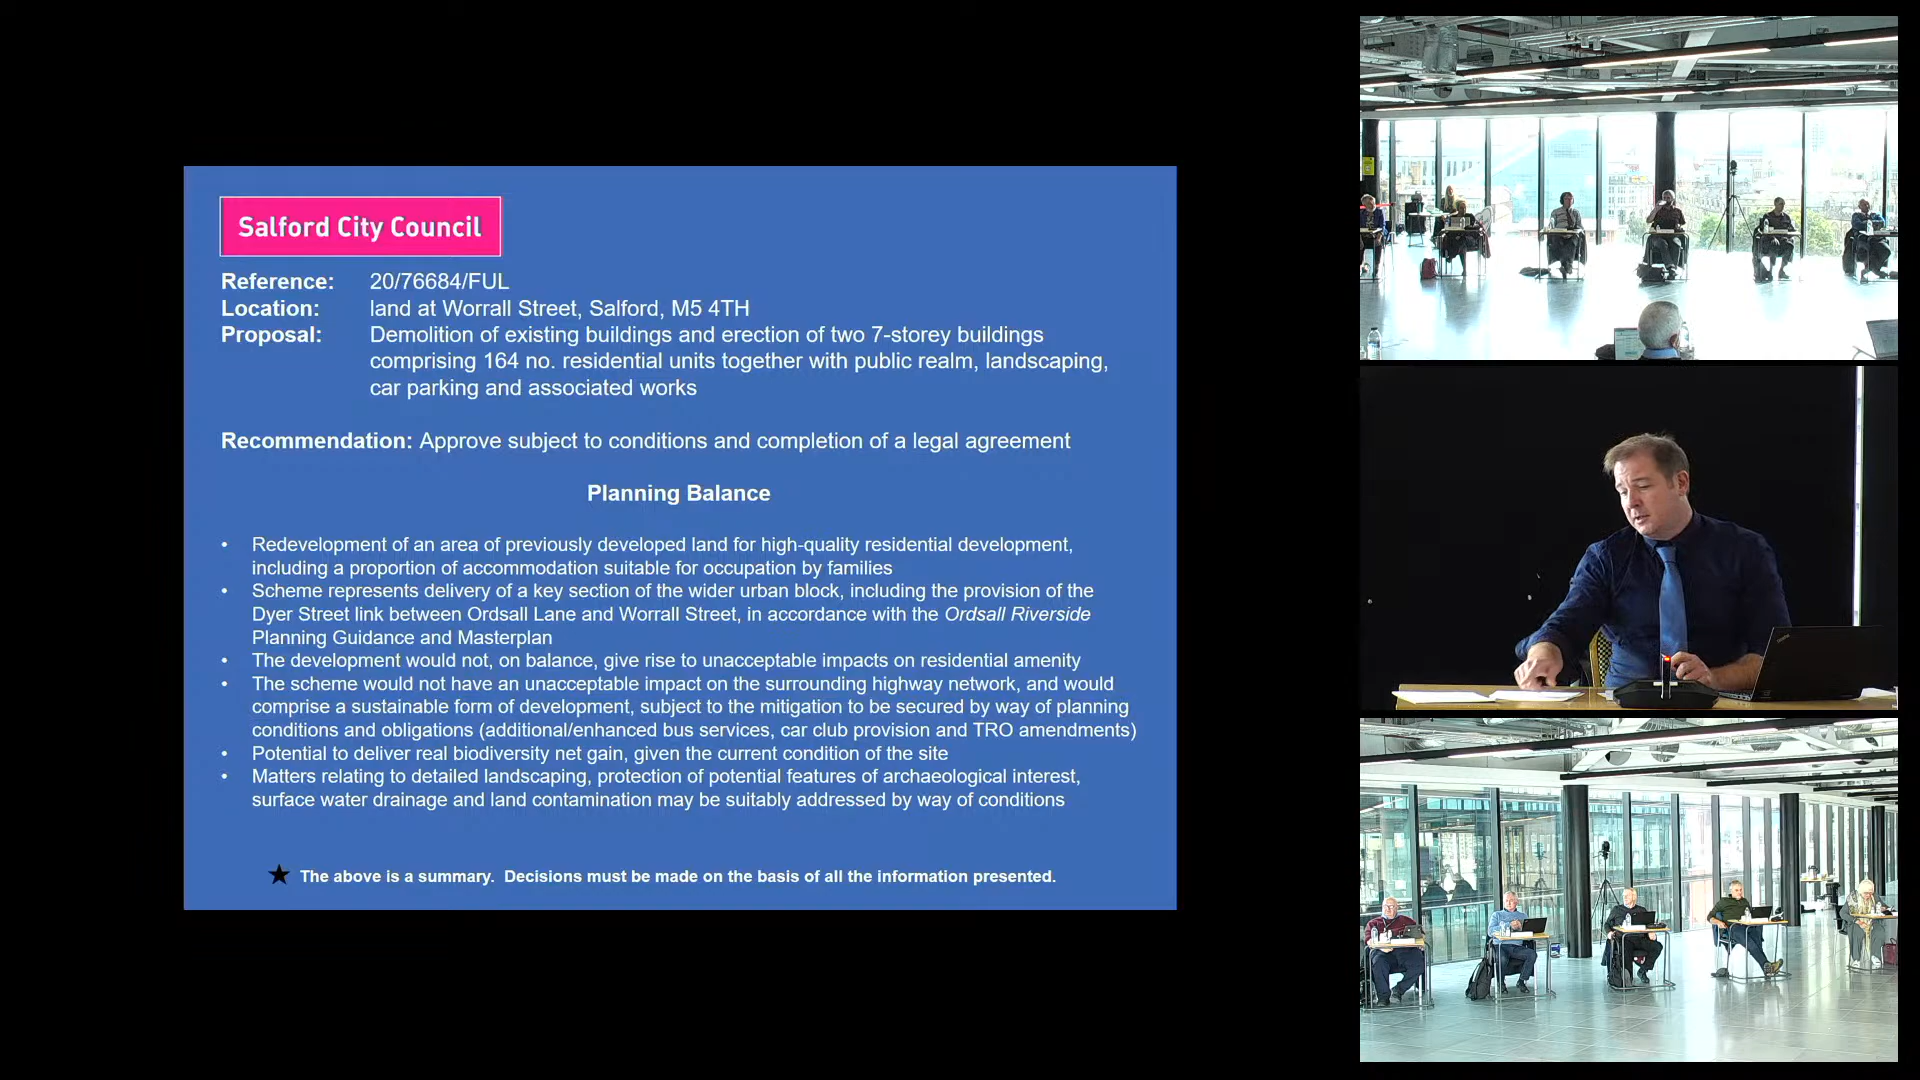 Salford City Council
Reference: 20/76684/FUL
Location: land at Worrall Street, Salford, M5 4TH
Proposal: Demolition of existing buildings and erection of two 7-storey buildings
comprising 164 no. residential units together with public realm, landscaping,
car parking and associated works
Recommendation: Approve subject to conditions and completion of a legal agreement
Planning Balance
• Redevelopment of an area of previously developed land for high-quality residential development,
including a proportion of accommodation suitable for occupation by families
• Scheme represents delivery of a key section of the wider urban block, including the provision of the
Dyer Street link between Ordsall Lane and Worrall Street, in accordance with the Ordsall Riverside
Planning Guidance and Masterplan
• The development would not, on balance, give rise to unacceptable impacts on residential amenity
• The scheme would not have an unacceptable impact on the surrounding highway network, and would
comprise a sustainable form of development, subject to the mitigation to be secured by way of planning
conditions and obligations (additional/enhanced bus services, car club provision and TRO amendments)
• Potential to deliver real biodiversity net gain, given the current condition of the site
• Matters relating to detailed landscaping, protection of potential features of archaeological interest,
surface water drainage and land contamination may be suitably addressed by way of conditions
★ The above is a summary. Decisions must be made on the basis of all the information presented.